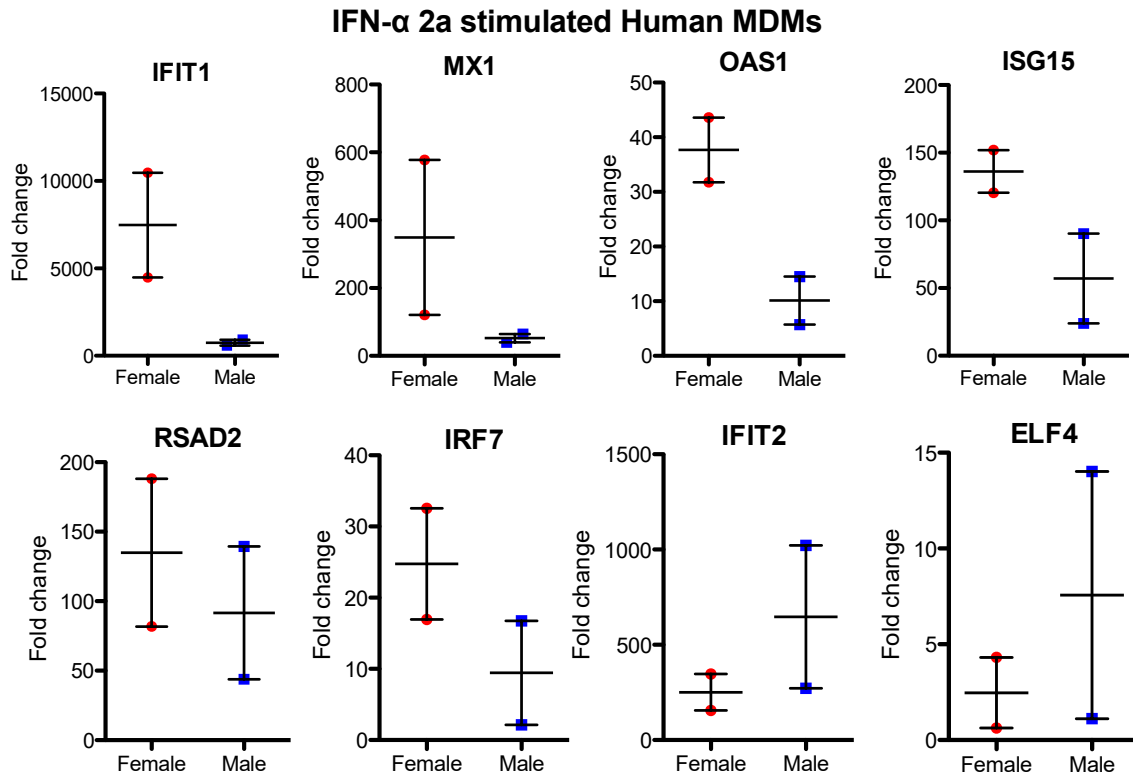 IFN-α 2a stimulated Human MDMs
IFIT1
Fold change
15000
10000
5000
0
Female Male
MX1
Fold change
800
600
400
200
0
Female Male
OAS1
Fold change
50
40
30
20
10
0
Female Male
ISG15
Fold change
200
150
100
50
0
Female Male
RSAD2
Fold change
200
150
100
50
0
Female Male
IRF7
Fold change
40
30
20
10
0
Female Male
IFIT2
Fold change
1500
1000
500
0
Female Male
ELF4
Fold change
15
10
5
0
Female Male